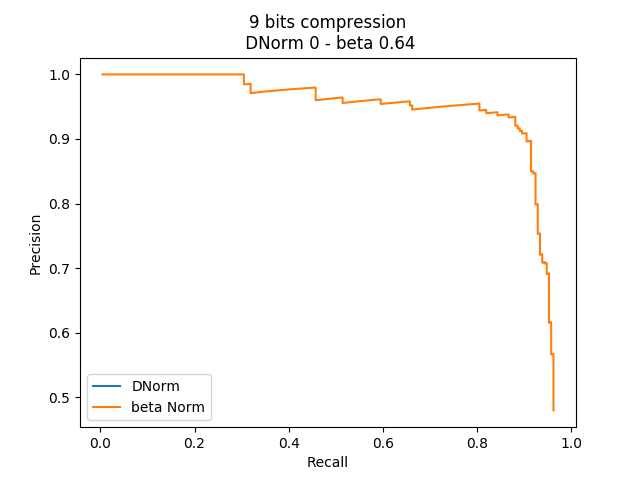 9 bits compression
DNorm 0 - beta 0.64
Precision
1.0
0.9
0.8
0.7
0.6
0.5
DNorm
beta Norm
0.0 0.2 0.4 0.6 0.8 1.0
Recall